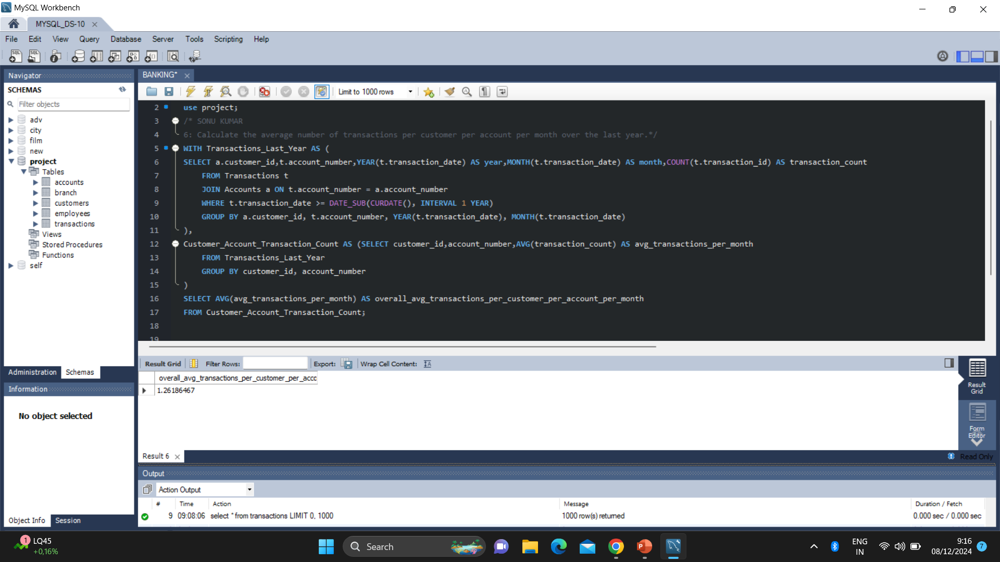 MySQL Workbench
MYSQL_DS-10
File Edit View Query Database Server Tools Scripting Help
Navigator
SCHEMAS
Filter objects
adv
city
film
new
project
Tables
accounts
branch
customers
employees
transactions
Views
Stored Procedures
Functions
self
Administration Schemas
Information
No object selected
Object Info Session
BANKING*
Limit to 1000 rows
2 use project;
3 /* SONU KUMAR
4 6: Calculate the average number of transactions per customer per account per month over the last year.*/
5 WITH Transactions_Last_Year AS (
6 SELECT a.customer_id,t.account_number,YEAR(t.transaction_date) AS year,MONTH(t.transaction_date) AS month,COUNT(t.transaction_id) AS transaction_count
7 FROM Transactions t
8 JOIN Accounts a ON t.account_number = a.account_number
9 WHERE t.transaction_date >= DATE_SUB(CURDATE(), INTERVAL 1 YEAR)
10 GROUP BY a.customer_id, t.account_number, YEAR(t.transaction_date), MONTH(t.transaction_date)
11 ),
12 Customer_Account_Transaction_Count AS (SELECT customer_id,account_number,AVG(transaction_count) AS avg_transactions_per_month
13 FROM Transactions_Last_Year
14 GROUP BY customer_id, account_number
15 )
16 SELECT AVG(avg_transactions_per_month) AS overall_avg_transactions_per_customer_per_account_per_month
17 FROM Customer_Account_Transaction_Count;
18
19
Result Grid Filter Rows: Export: Wrap Cell Content:
overall_avg_transactions_per_customer_per_acco
1.26186467
Result
Grid
Form
Editor
Result 6
Read Only
Output
Action Output
# Time Action Message Duration / Fetch
9 09:08:06 select * from transactions LIMIT 0, 1000 1000 row(s) returned 0.000 sec / 0.000 sec
1
LQ45
+0,16%
Search
ENG
IN
9:16
08/12/2024
7